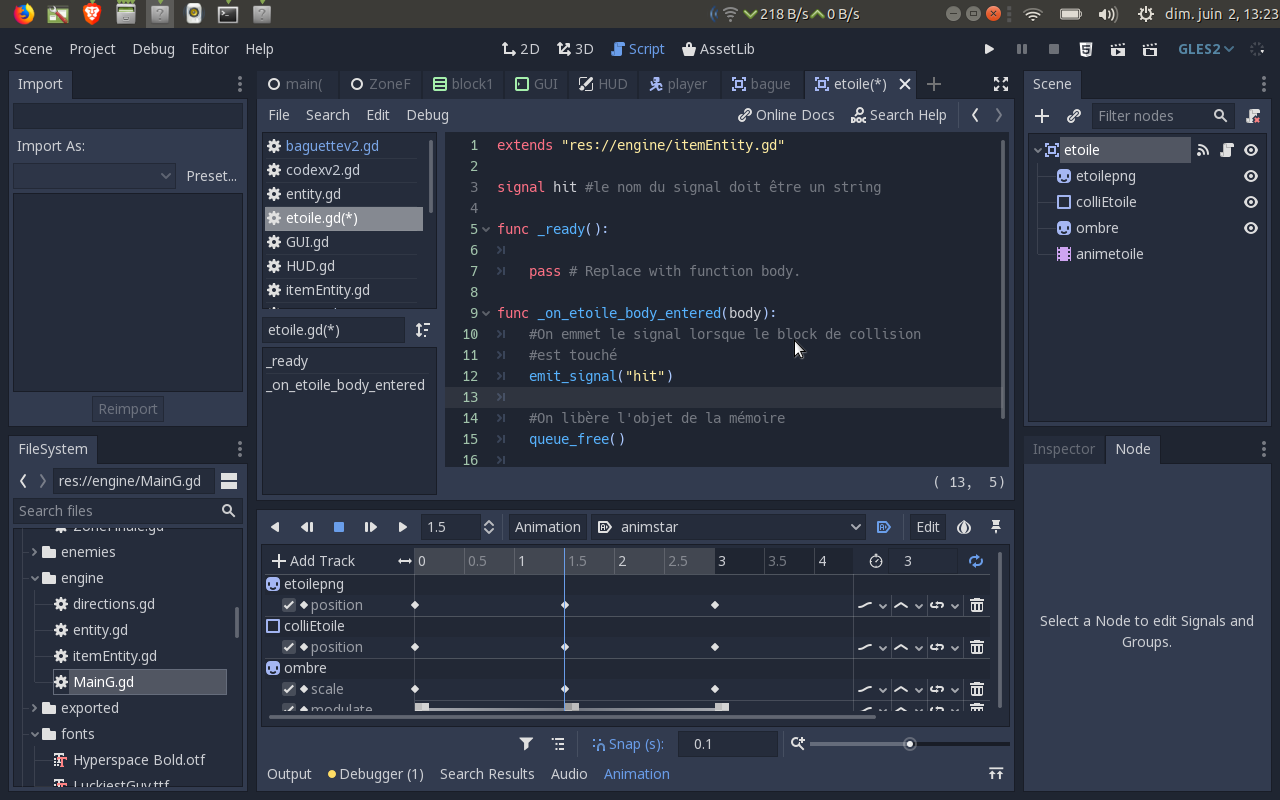 218 B/s 0 B/s dim. juin 2, 13:23
Scene Project Debug Editor Help 2D 3D Script AssetLib GLES2
Import
Import As:
Preset...
Reimport
main( ZoneF block1 GUI HUD player bague etoile(*)
File Search Edit Debug Online Docs Search Help
baguettev2.gd
codexv2.gd
entity.gd
etoile.gd(*)
GUI.gd
HUD.gd
itemEntity.gd
etoile.gd(*)
_ready
_on_etoile_body_entered
1 extends "res://engine/itemEntity.gd"
2
3 signal hit #le nom du signal doit être un string
4
5 func _ready():
6
7 pass # Replace with function body.
8
9 func _on_etoile_body_entered(body):
10 #On emmet le signal lorsque le block de collision
11 #est touché
12 emit_signal("hit")
13
14 #On libère l'objet de la mémoire
15 queue_free()
16
( 13, 5)
Scene
Filter nodes
etoile
etoilepng
colliEtoile
ombre
animetoile
FileSystem
res://engine/MainG.gd
Search files
ZoneFinale.gd
enemies
engine
directions.gd
entity.gd
itemEntity.gd
MainG.gd
exported
fonts
Hyperspace Bold.otf
LuckiestGuy.ttf
1.5 Animation animstar Edit
Add Track 0 0.5 1 1.5 2 2.5 3 3.5 4 3
etoilepng
position
colliEtoile
position
ombre
scale
modulate
Snap (s): 0.1
Output Debugger (1) Search Results Audio Animation
Inspector Node
Select a Node to edit Signals and
Groups.